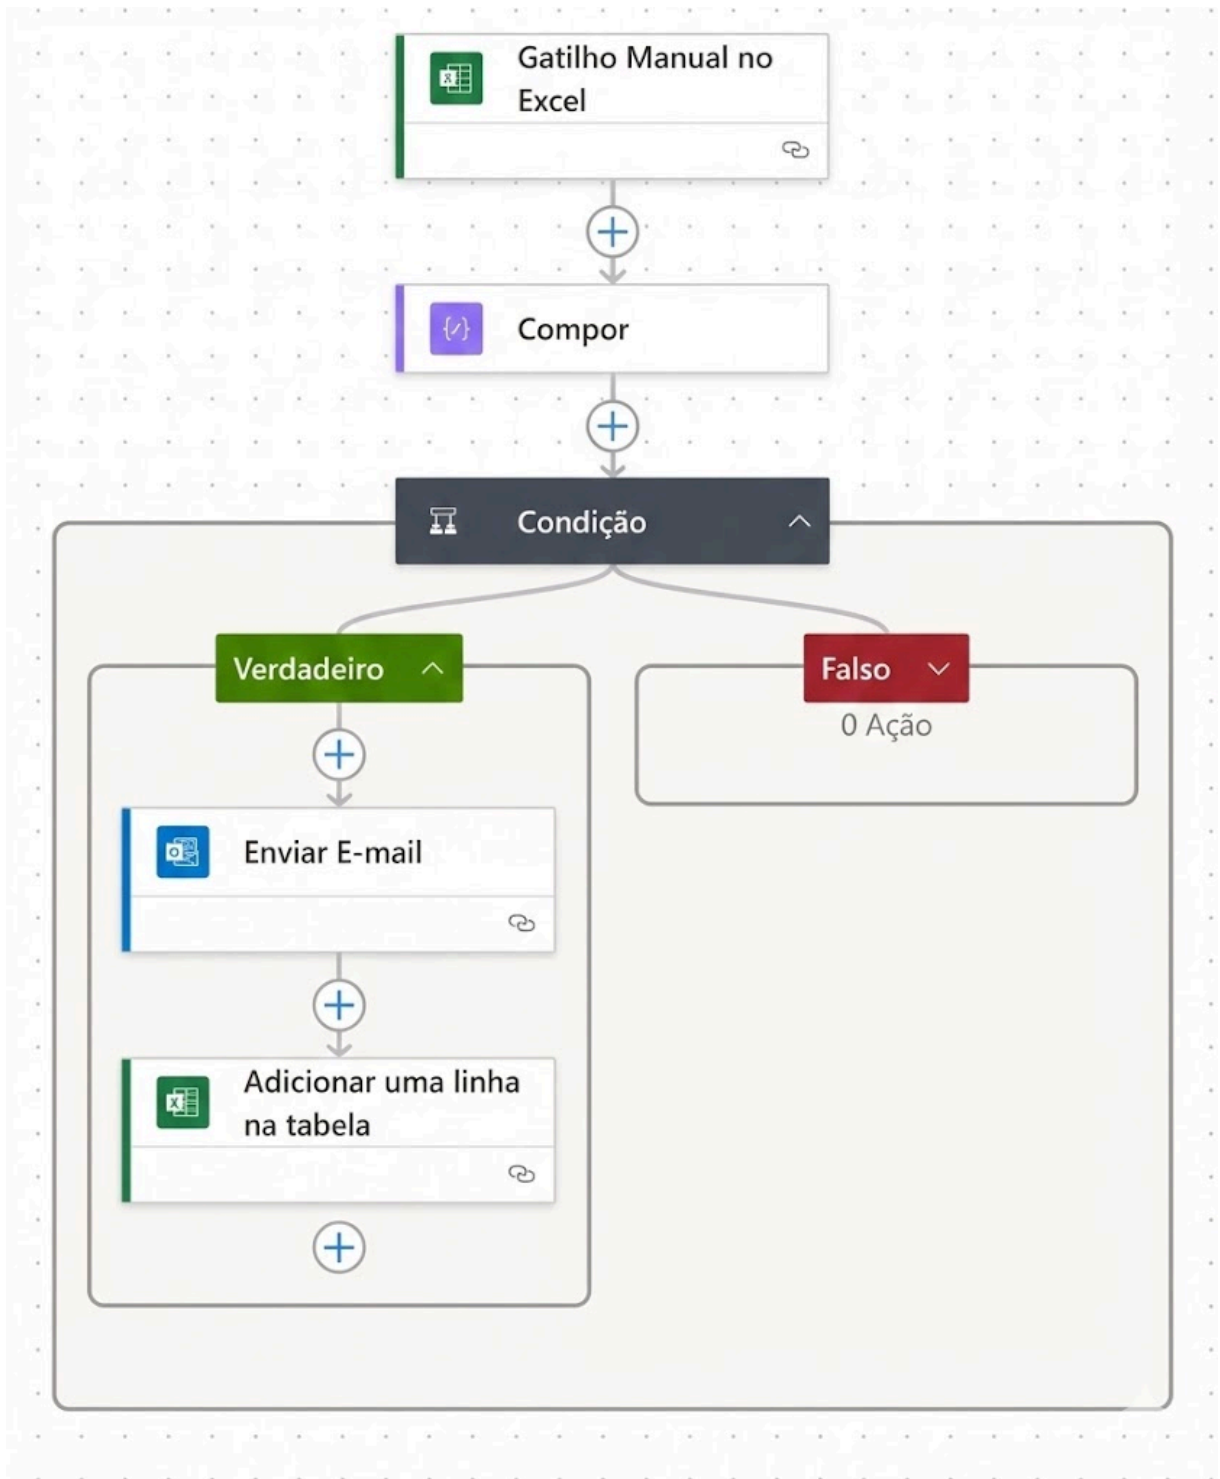 Gatilho Manual no
Excel
Compor
Condição
Verdadeiro
Falso
0 Ação
Enviar E-mail
Adicionar uma linha
na tabela